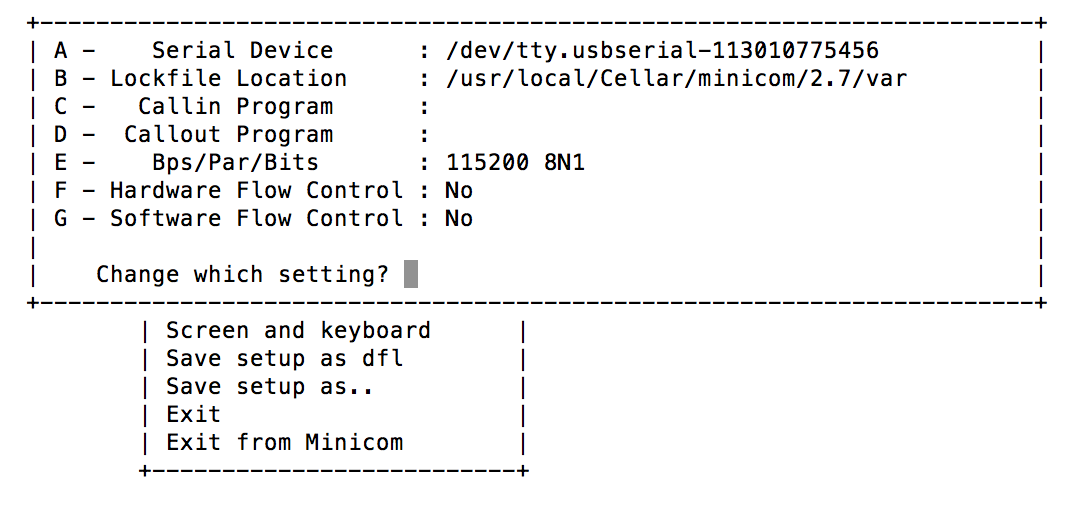 +-----------------------------------------------------------------------+
| A -    Serial Device      : /dev/tty.usbserial-113010775456           |
| B - Lockfile Location     : /usr/local/Cellar/minicom/2.7/var         |
| C -   Callin Program      :                                           |
| D -  Callout Program      :                                           |
| E -    Bps/Par/Bits       : 115200 8N1                                |
| F - Hardware Flow Control : No                                        |
| G - Software Flow Control : No                                        |
|                                                                       |
|    Change which setting?                                              |
+-----------------------------------------------------------------------+
        | Screen and keyboard      |
        | Save setup as dfl        |
        | Save setup as..          |
        | Exit                     |
        | Exit from Minicom        |
        +--------------------------+